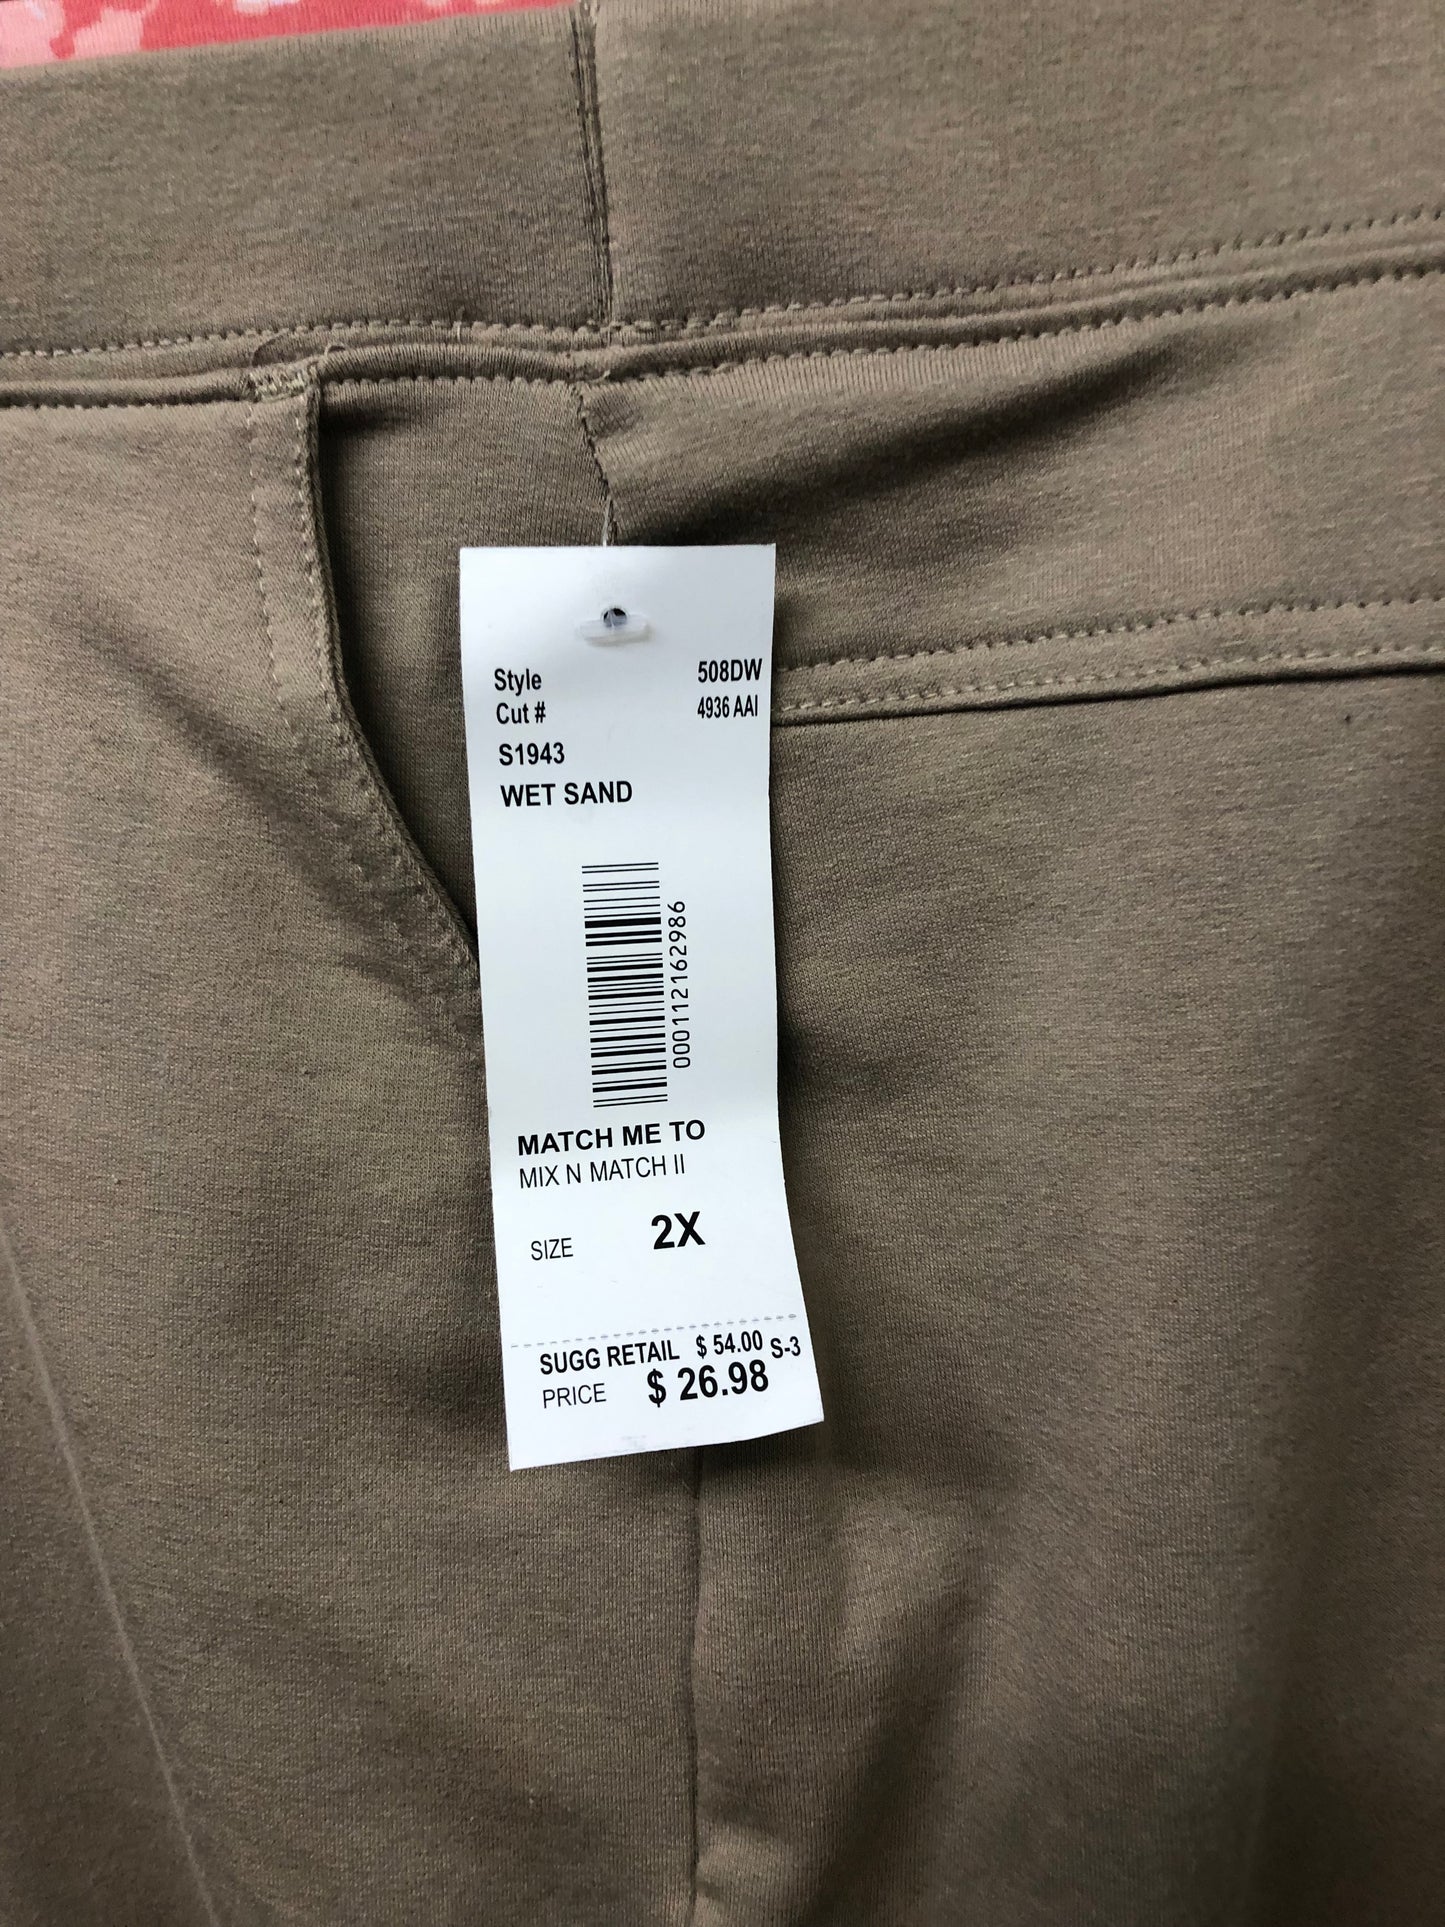 Style 508DW
Cut # 4936 AAI
S1943
WET SAND
000112162986
MATCH ME TO
MIX N MATCH II
SIZE 2X
SUGG RETAIL $ 54.00 S-3
PRICE $ 26.98